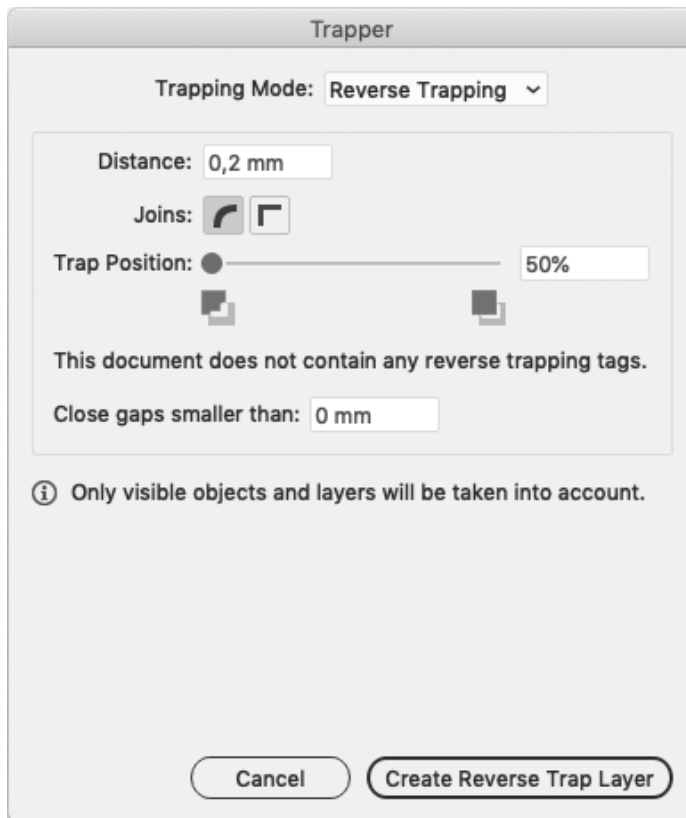 Trapper
Trapping Mode: Reverse Trapping
Distance: 0,2 mm
Joins:
Trap Position: 50%
This document does not contain any reverse trapping tags.
Close gaps smaller than: 0 mm
Only visible objects and layers will be taken into account.
Cancel Create Reverse Trap Layer